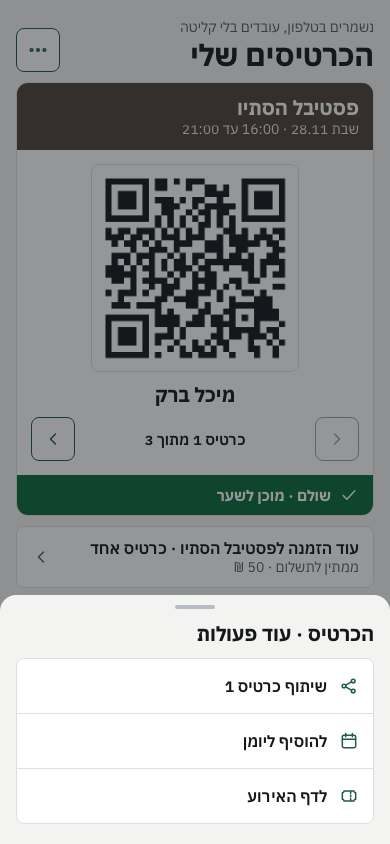 נשמרים בטלפון, עובדים בלי קליטה
הכרטיסים שלי
פסטיבל הסתיו
שבת 28.11 · 16:00 עד 21:00
מיכל ברק
כרטיס 1 מתוך 3
שולם · מוכן לשער
עוד הזמנה לפסטיבל הסתיו · כרטיס אחד
ממתין לתשלום · 50 ₪
הכרטיס · עוד פעולות
שיתוף כרטיס 1
להוסיף ליומן
לדף האירוע